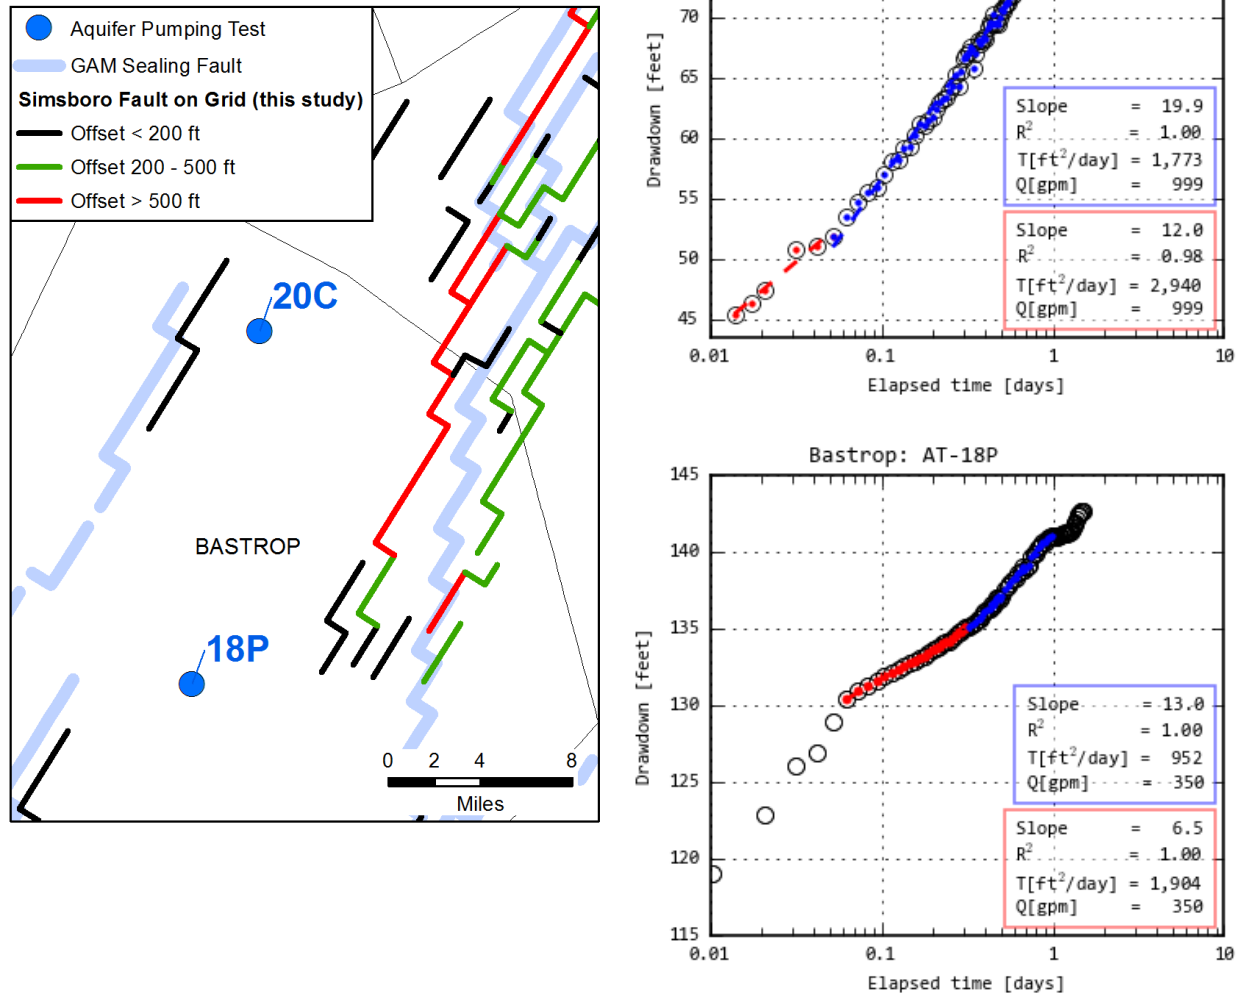 Aquifer Pumping Test
GAM Sealing Fault
Simsboro Fault on Grid (this study)
Offset < 200 ft
Offset 200 - 500 ft
Offset > 500 ft
20C
BASTROP
18P
0 2 4 8
Miles
70
65
60
55
50
45
Drawdown [feet]
0.01 0.1 1 10
Elapsed time [days]
Slope = 19.9
R² = 1.00
T[ft²/day] = 1,773
Q[gpm] = 999
Slope = 12.0
R² = 0.98
T[ft²/day] = 2,940
Q[gpm] = 999
Bastrop: AT-18P
145
140
135
130
125
120
115
Drawdown [feet]
0.01 0.1 1 10
Elapsed time [days]
Slope = 13.0
R² = 1.00
T[ft²/day] = 952
Q[gpm] = 350
Slope = 6.5
R² = 1.00
T[ft²/day] = 1,904
Q[gpm] = 350